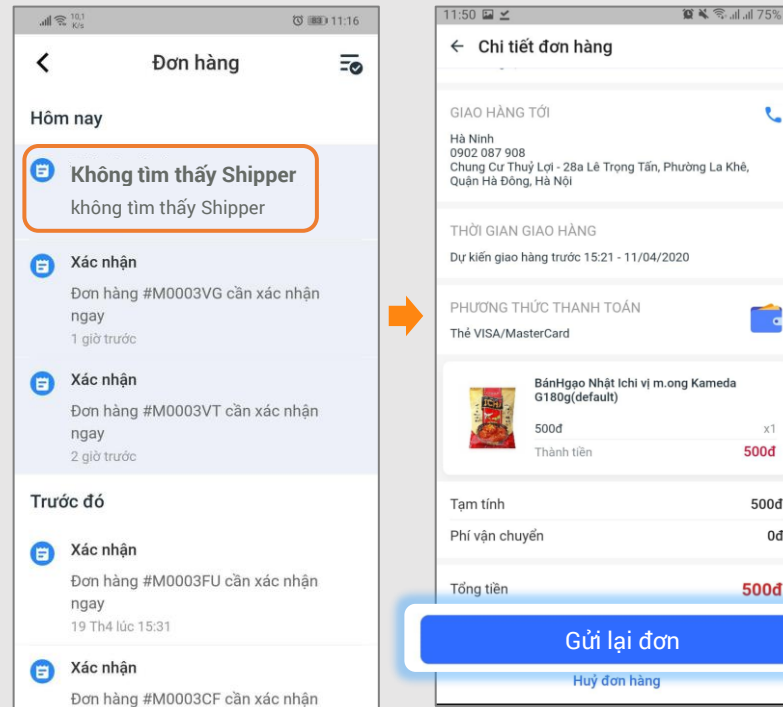 10,1
K/s
11:16
Đơn hàng
Hôm nay
Không tìm thấy Shipper
không tìm thấy Shipper
Xác nhận
Đơn hàng #M0003VG cần xác nhận
ngay
1 giờ trước
Xác nhận
Đơn hàng #M0003VT cần xác nhận
ngay
2 giờ trước
Trước đó
Xác nhận
Đơn hàng #M0003FU cần xác nhận
ngay
19 Th4 lúc 15:31
Xác nhận
Đơn hàng #M0003CF cần xác nhận
11:50
75%
Chi tiết đơn hàng
GIAO HÀNG TỚI
Hà Ninh
0902 087 908
Chung Cư Thuỷ Lợi - 28a Lê Trọng Tấn, Phường La Khê,
Quận Hà Đông, Hà Nội
THỜI GIAN GIAO HÀNG
Dự kiến giao hàng trước 15:21 - 11/04/2020
PHƯƠNG THỨC THANH TOÁN
Thẻ VISA/MasterCard
ICHI
BánHgạo Nhật Ichi vị m.ong Kameda
G180g(default)
500đ x1
Thành tiền 500đ
Tạm tính 500đ
Phí vận chuyển 0đ
Tổng tiền 500đ
Gửi lại đơn
Huỷ đơn hàng